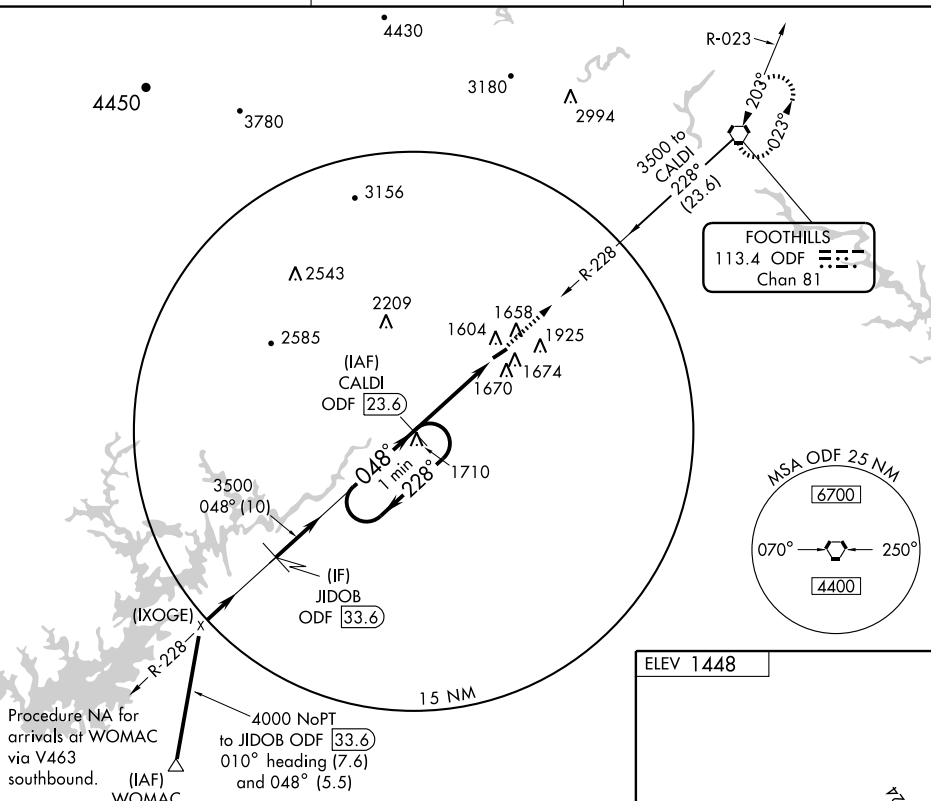 4430
R-023
4450
3780
3180
2994
203°
023°
3500 to
CALDI
228°
(23.6)
3156
FOOTHILLS
113.4 ODF
Chan 81
R-228
2543
2209
1658
1604
1925
2585
1674
1670
(IAF)
CALDI
ODF 23.6
048°
1 min
228°
1710
3500
048° (10)
MSA ODF 25 NM
6700
070°
250°
4400
(IF)
JIDOB
ODF 33.6
(IXOGE)
X
R-228
15 NM
ELEV 1448
Procedure NA for
arrivals at WOMAC
via V463
southbound.
4000 NoPT
to JIDOB ODF 33.6
010° heading (7.6)
and 048° (5.5)
(IAF)
WOMAC